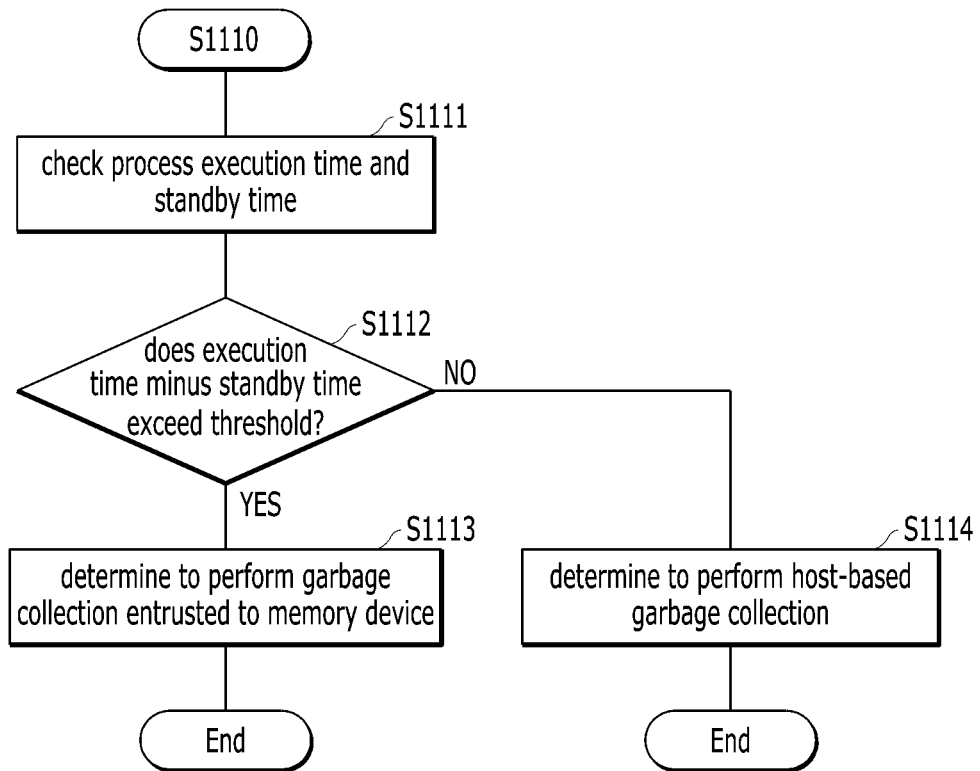 S1110
S1111
check process execution time and
standby time
S1112
does execution
time minus standby time
exceed threshold?
NO
YES
S1113
determine to perform garbage
collection entrusted to memory device
S1114
determine to perform host-based
garbage collection
End
End